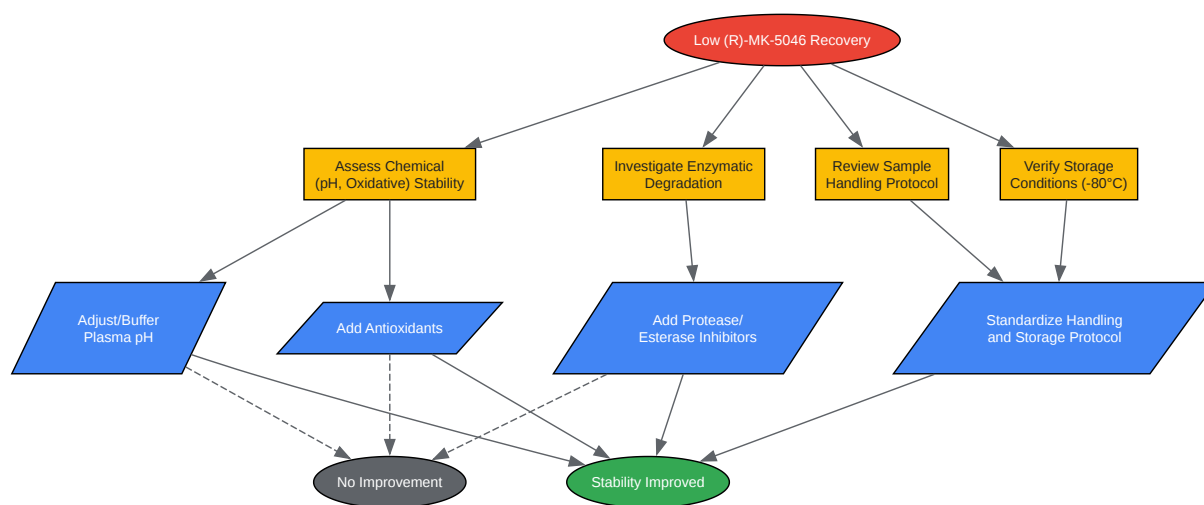 Low (R)-MK-5046 Recovery
Assess Chemical
(pH, Oxidative) Stability
Investigate Enzymatic
Degradation
Review Sample
Handling Protocol
Verify Storage
Conditions (-80°C)
Adjust/Buffer
Plasma pH
Add Antioxidants
Add Protease/
Esterase Inhibitors
Standardize Handling
and Storage Protocol
No Improvement
Stability Improved